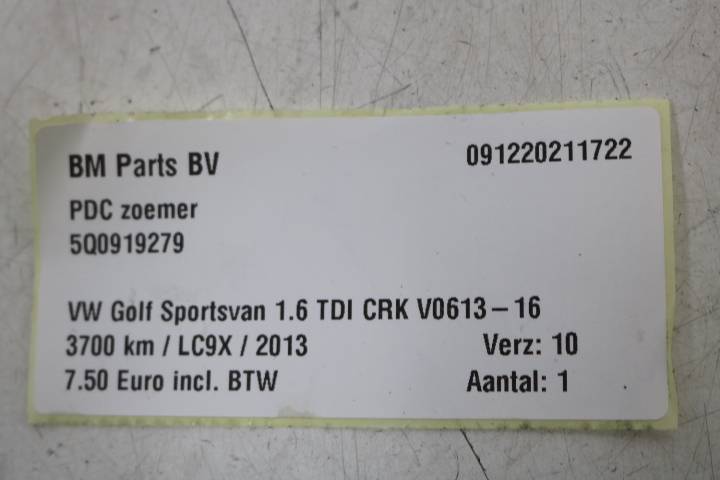 BM Parts BV 091220211722
PDC zoemer
5Q0919279
VW Golf Sportsvan 1.6 TDI CRK V0613-16
3700 km / LC9X / 2013 Verz: 10
7.50 Euro incl. BTW Aantal: 1